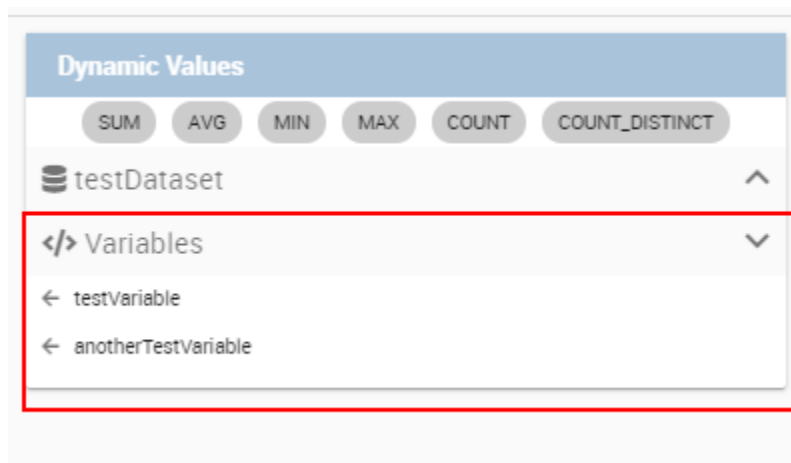 Dynamic Values
SUM AVG MIN MAX COUNT COUNT_DISTINCT
testDataset
</> Variables
testVariable
anotherTestVariable